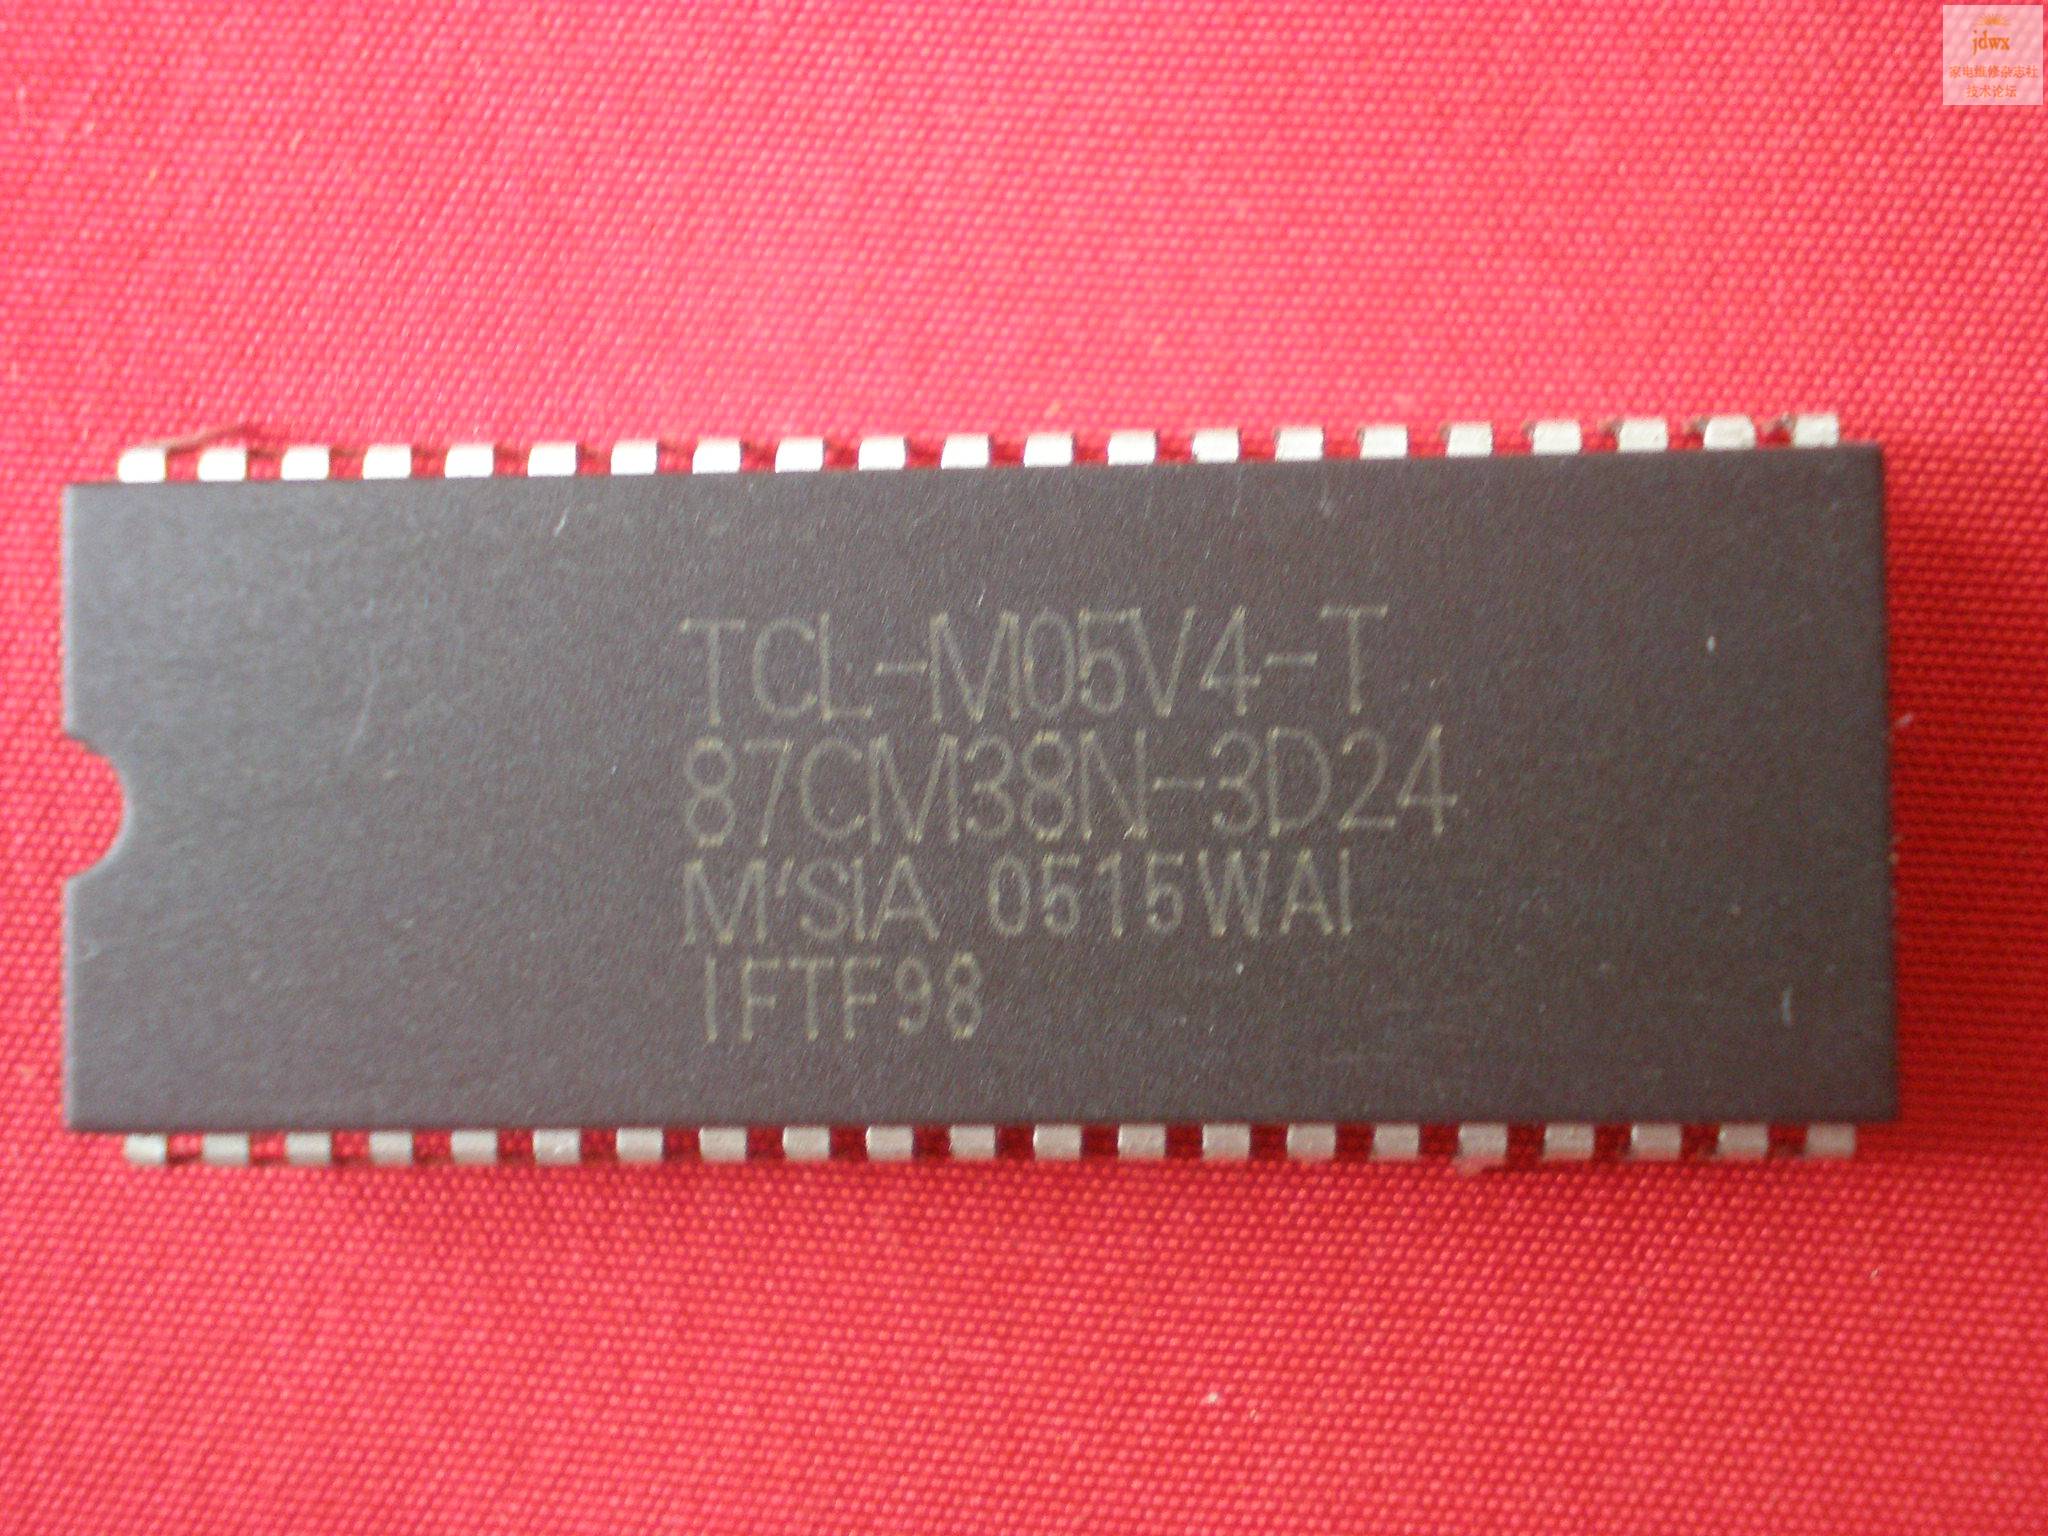 jdwx
家电维修杂志社
技术论坛
TCL-M05V4-T
87CM38N-3D24
M'SIA 0515WAI
IFTF98